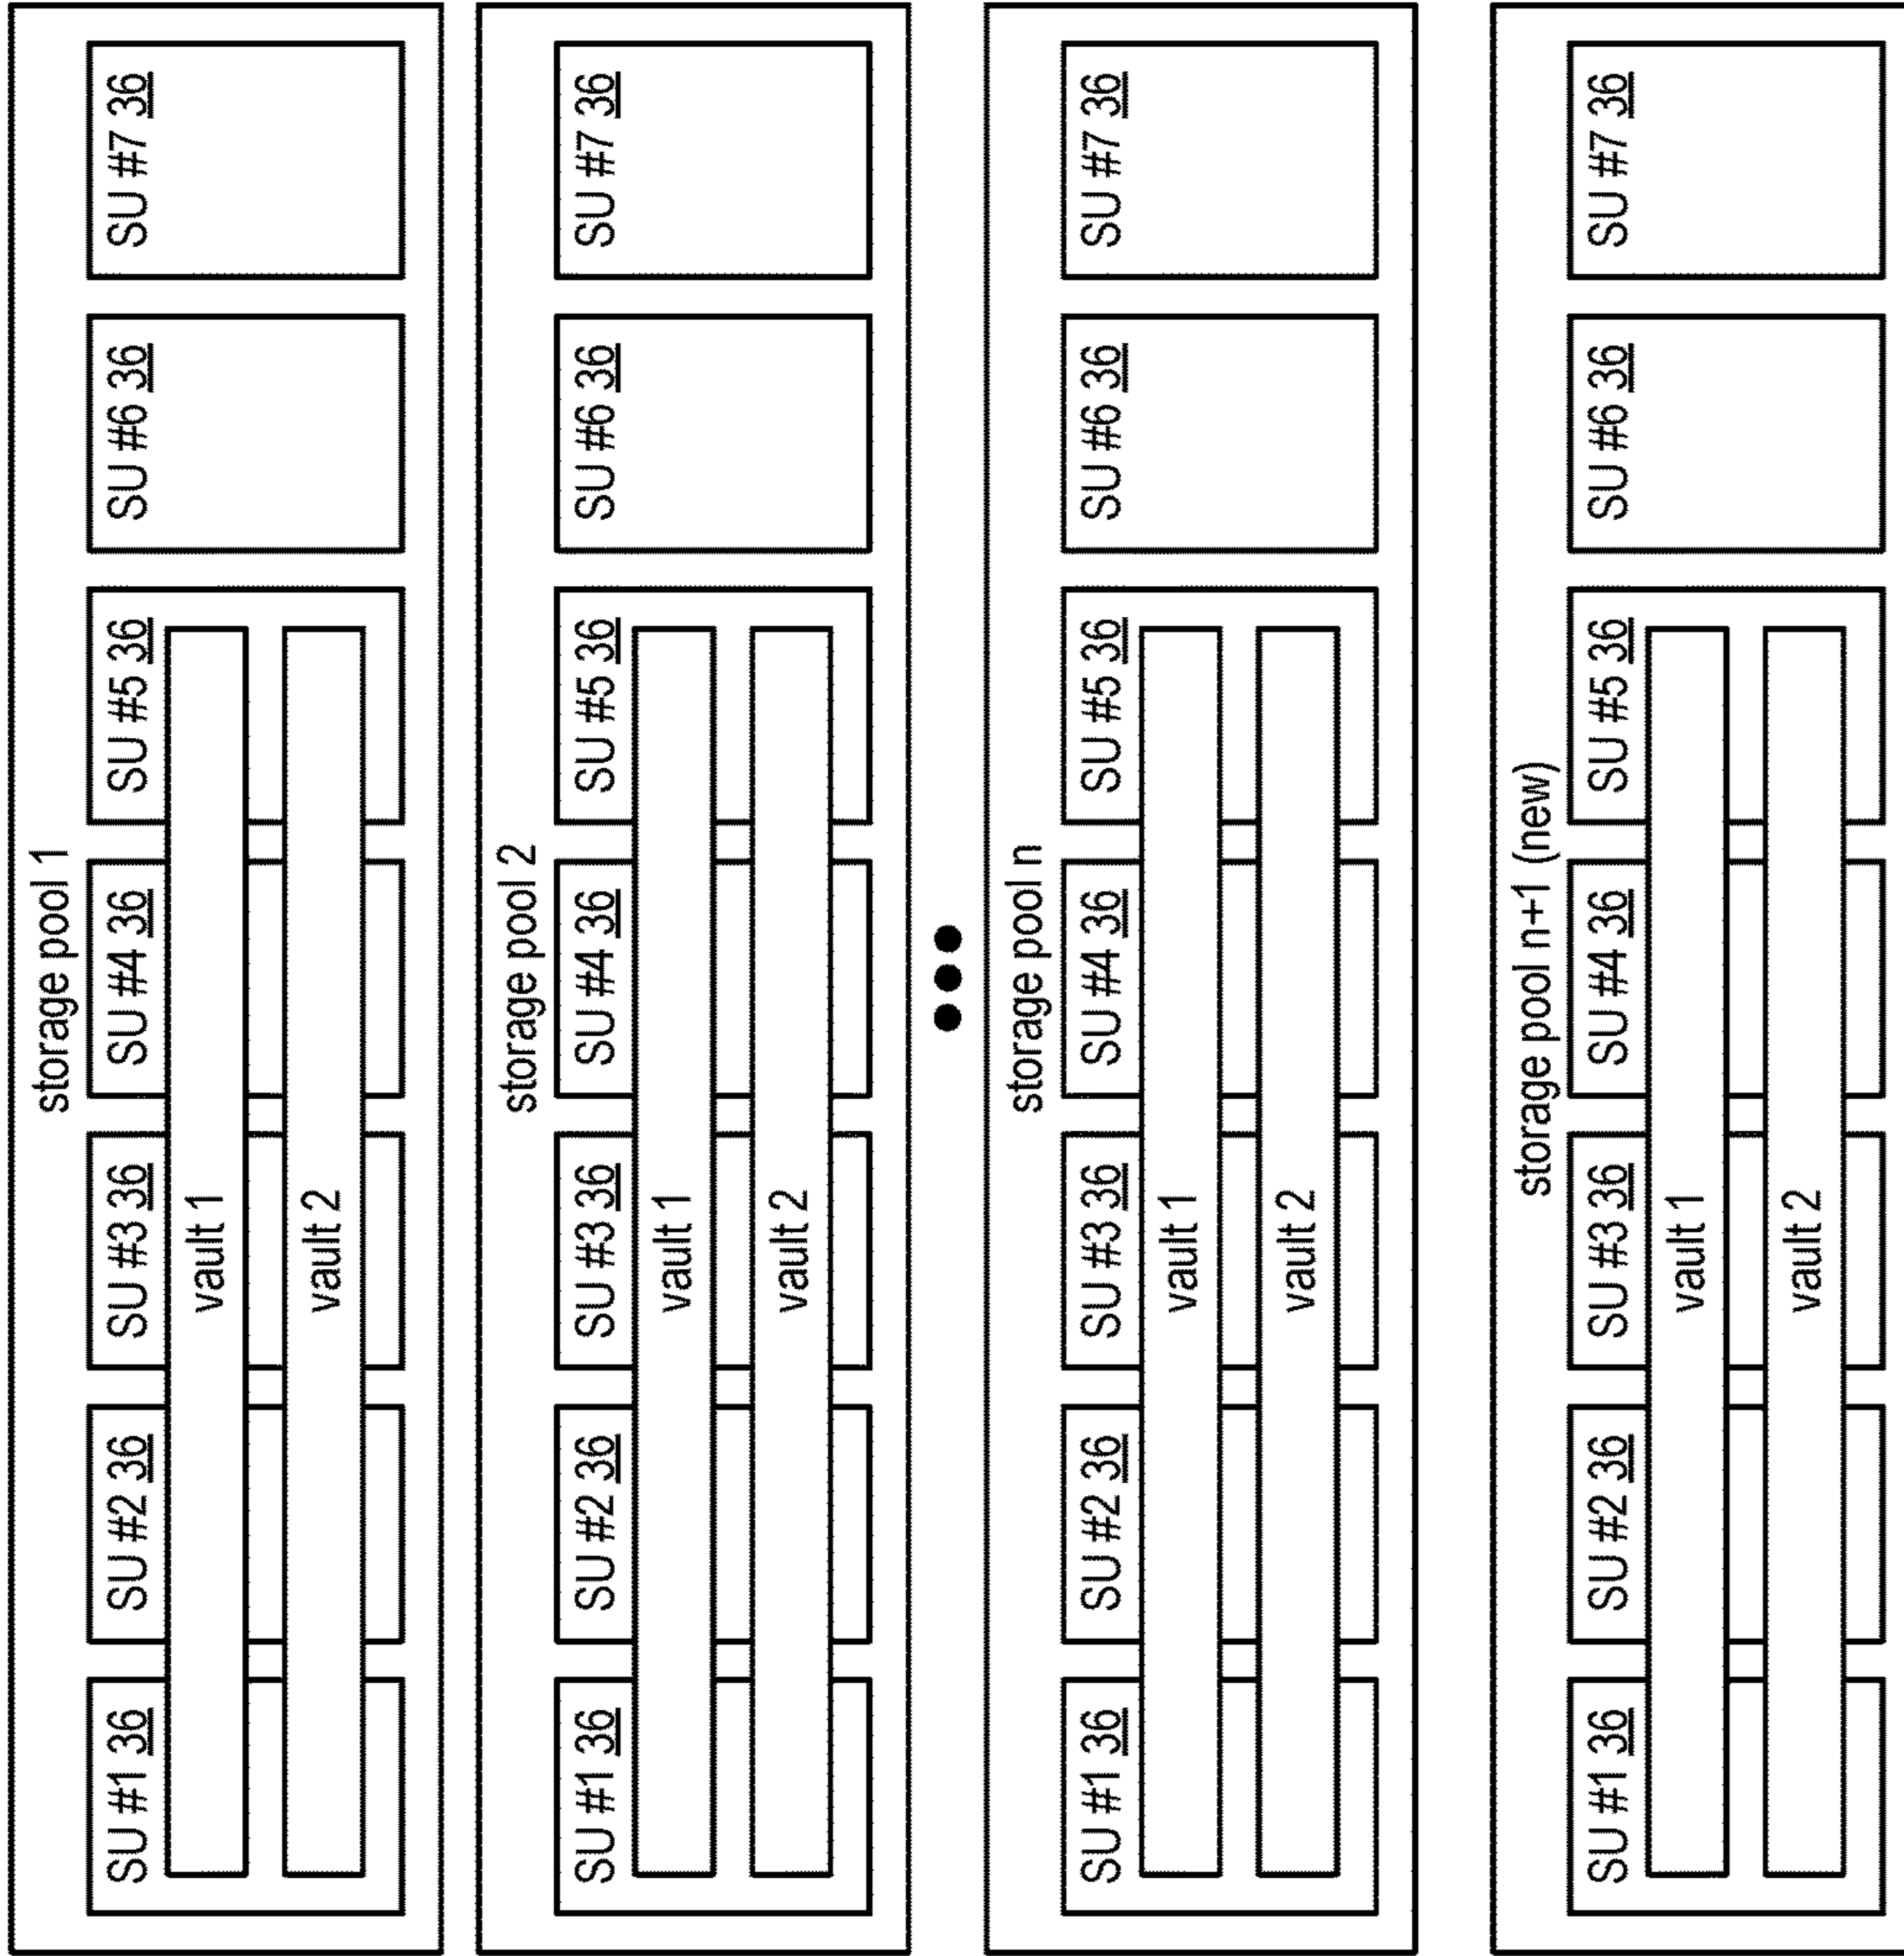 storage pool 1
SU #1 36 SU #2 36 SU #3 36 SU #4 36 SU #5 36 SU #6 36 SU #7 36
vault 1
vault 2
storage pool 2
SU #1 36 SU #2 36 SU #3 36 SU #4 36 SU #5 36 SU #6 36 SU #7 36
vault 1
vault 2
storage pool n
SU #1 36 SU #2 36 SU #3 36 SU #4 36 SU #5 36 SU #6 36 SU #7 36
vault 1
vault 2
storage pool n+1 (new)
SU #1 36 SU #2 36 SU #3 36 SU #4 36 SU #5 36 SU #6 36 SU #7 36
vault 1
vault 2